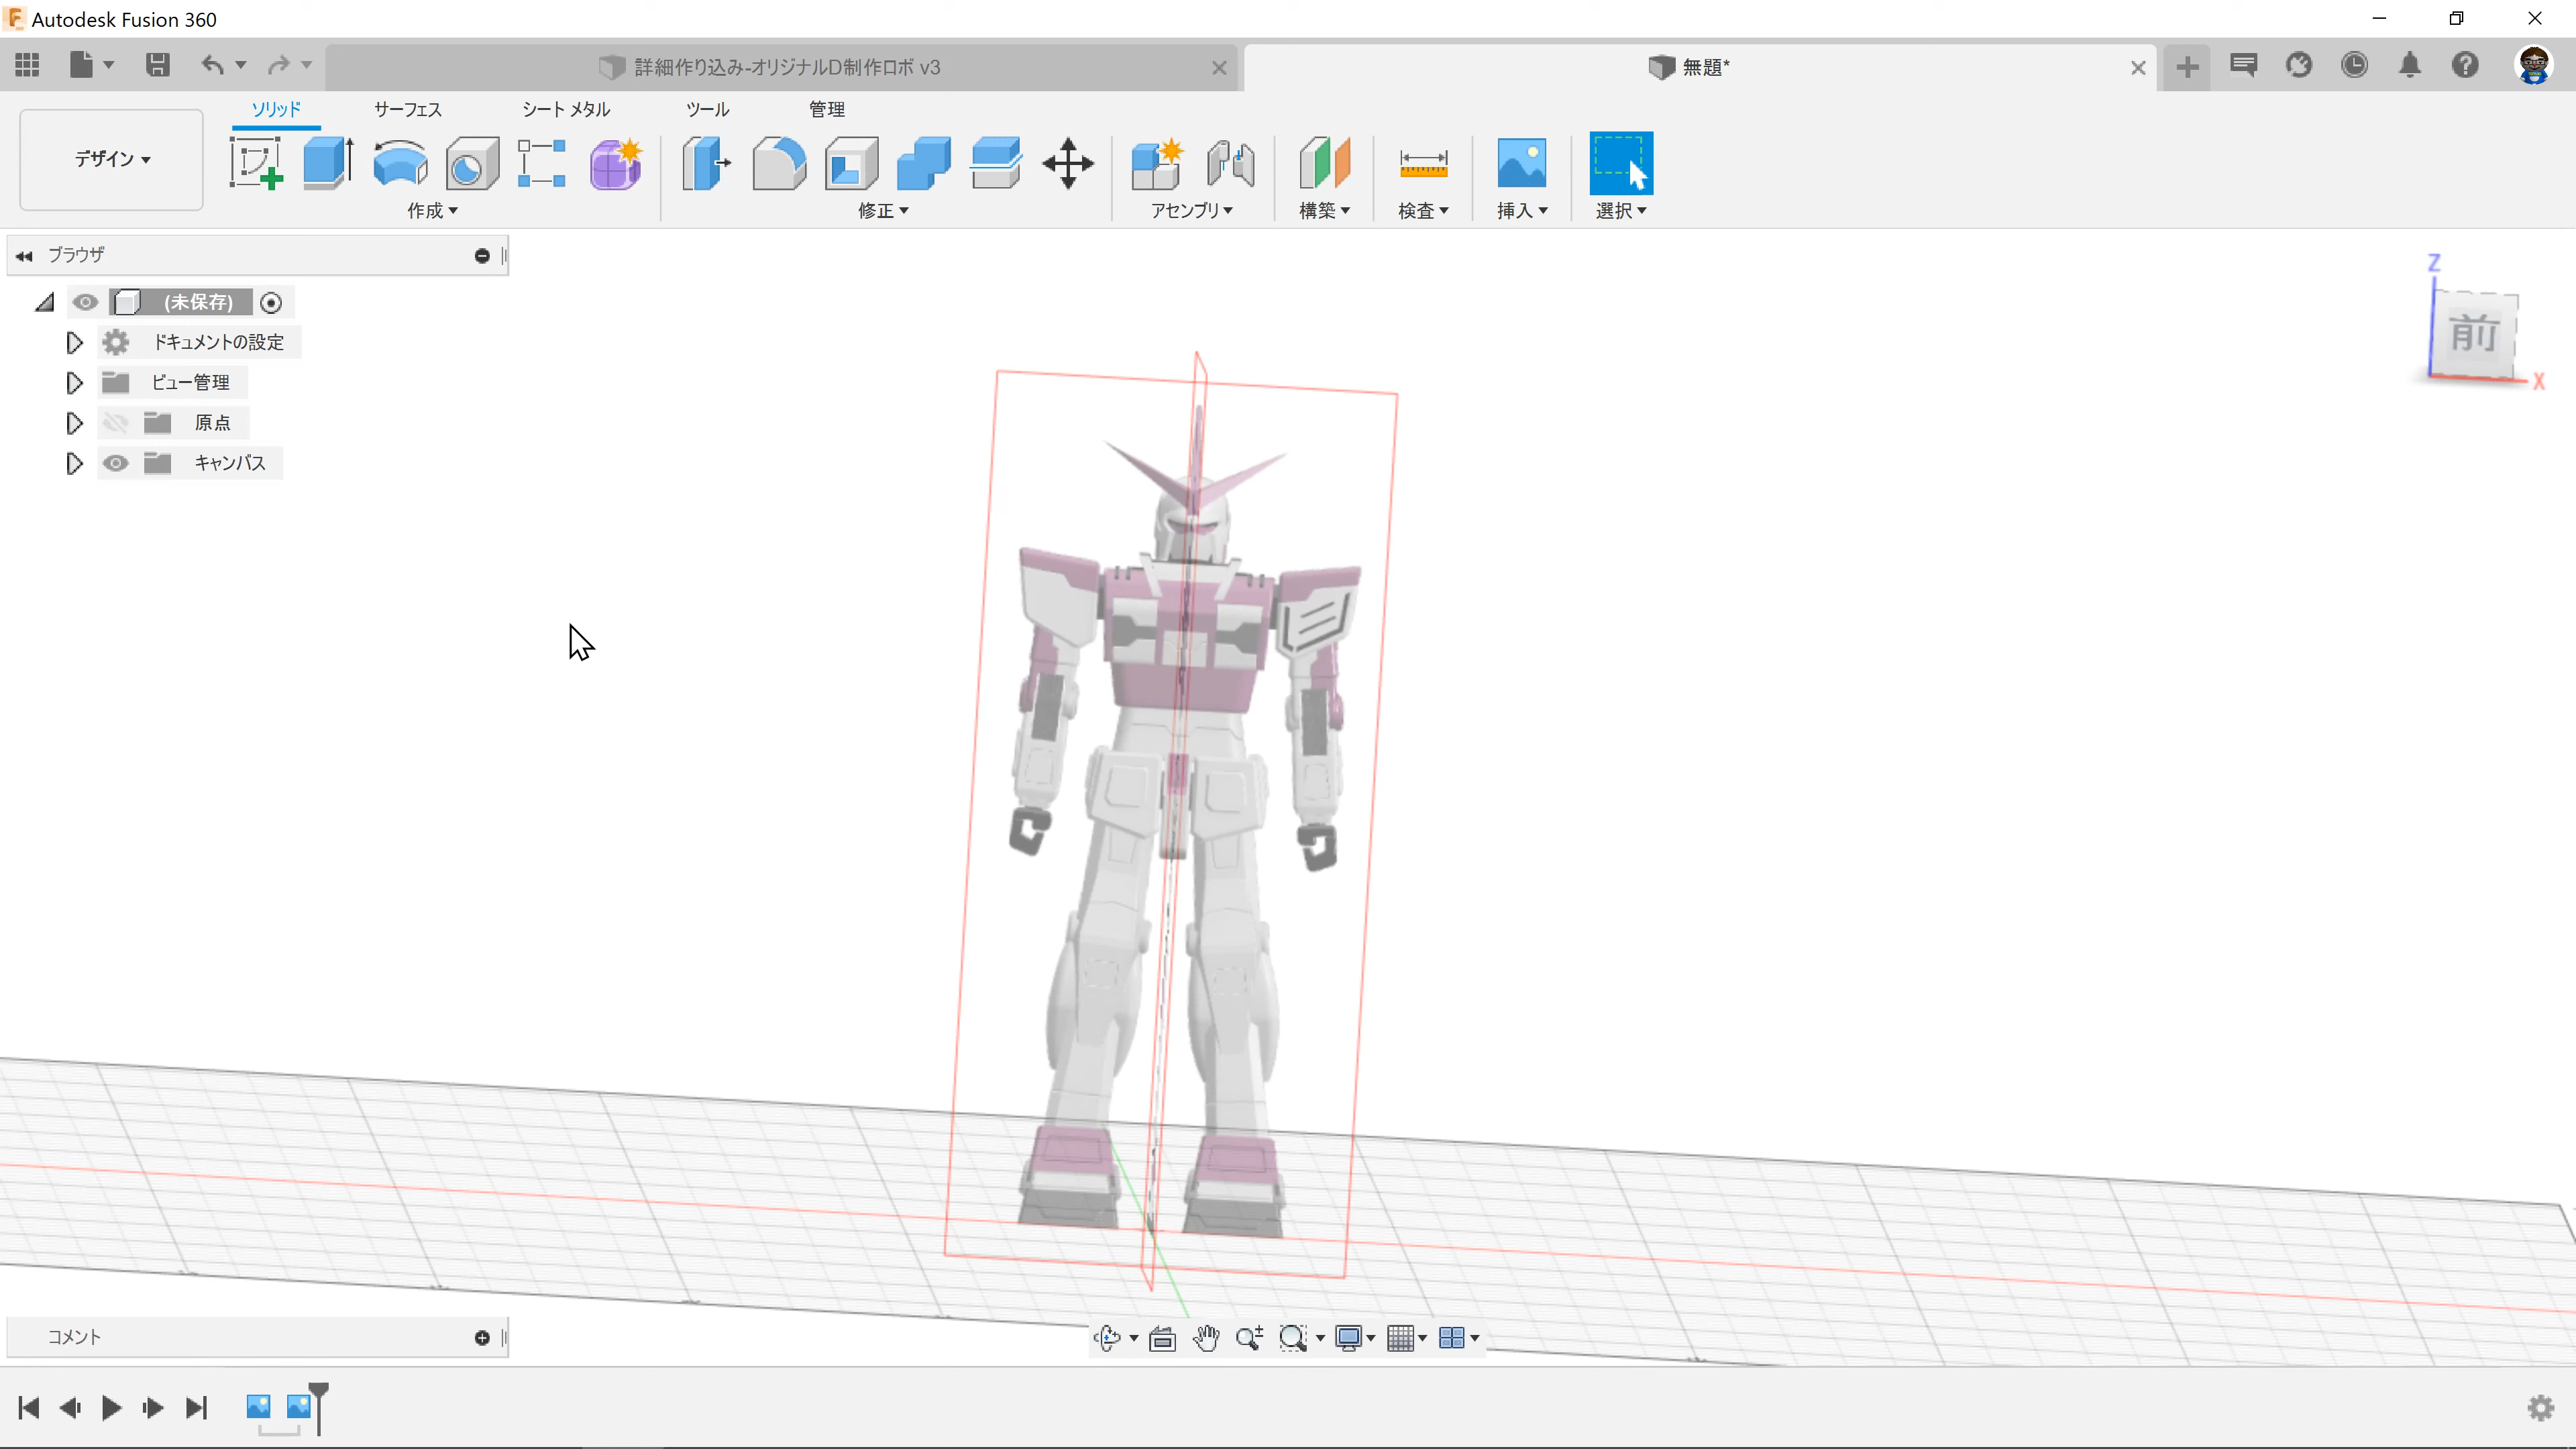 Autodesk Fusion 360
詳細作り込み-オリジナルD制作ロボ v3
無題*
ソリッド
サーフェス
シート メタル
ツール
管理
デザイン
作成
修正
アセンブリ
構築
検査
挿入
選択
ブラウザ
(未保存)
ドキュメントの設定
ビュー管理
原点
キャンバス
Z
前
X
コメント